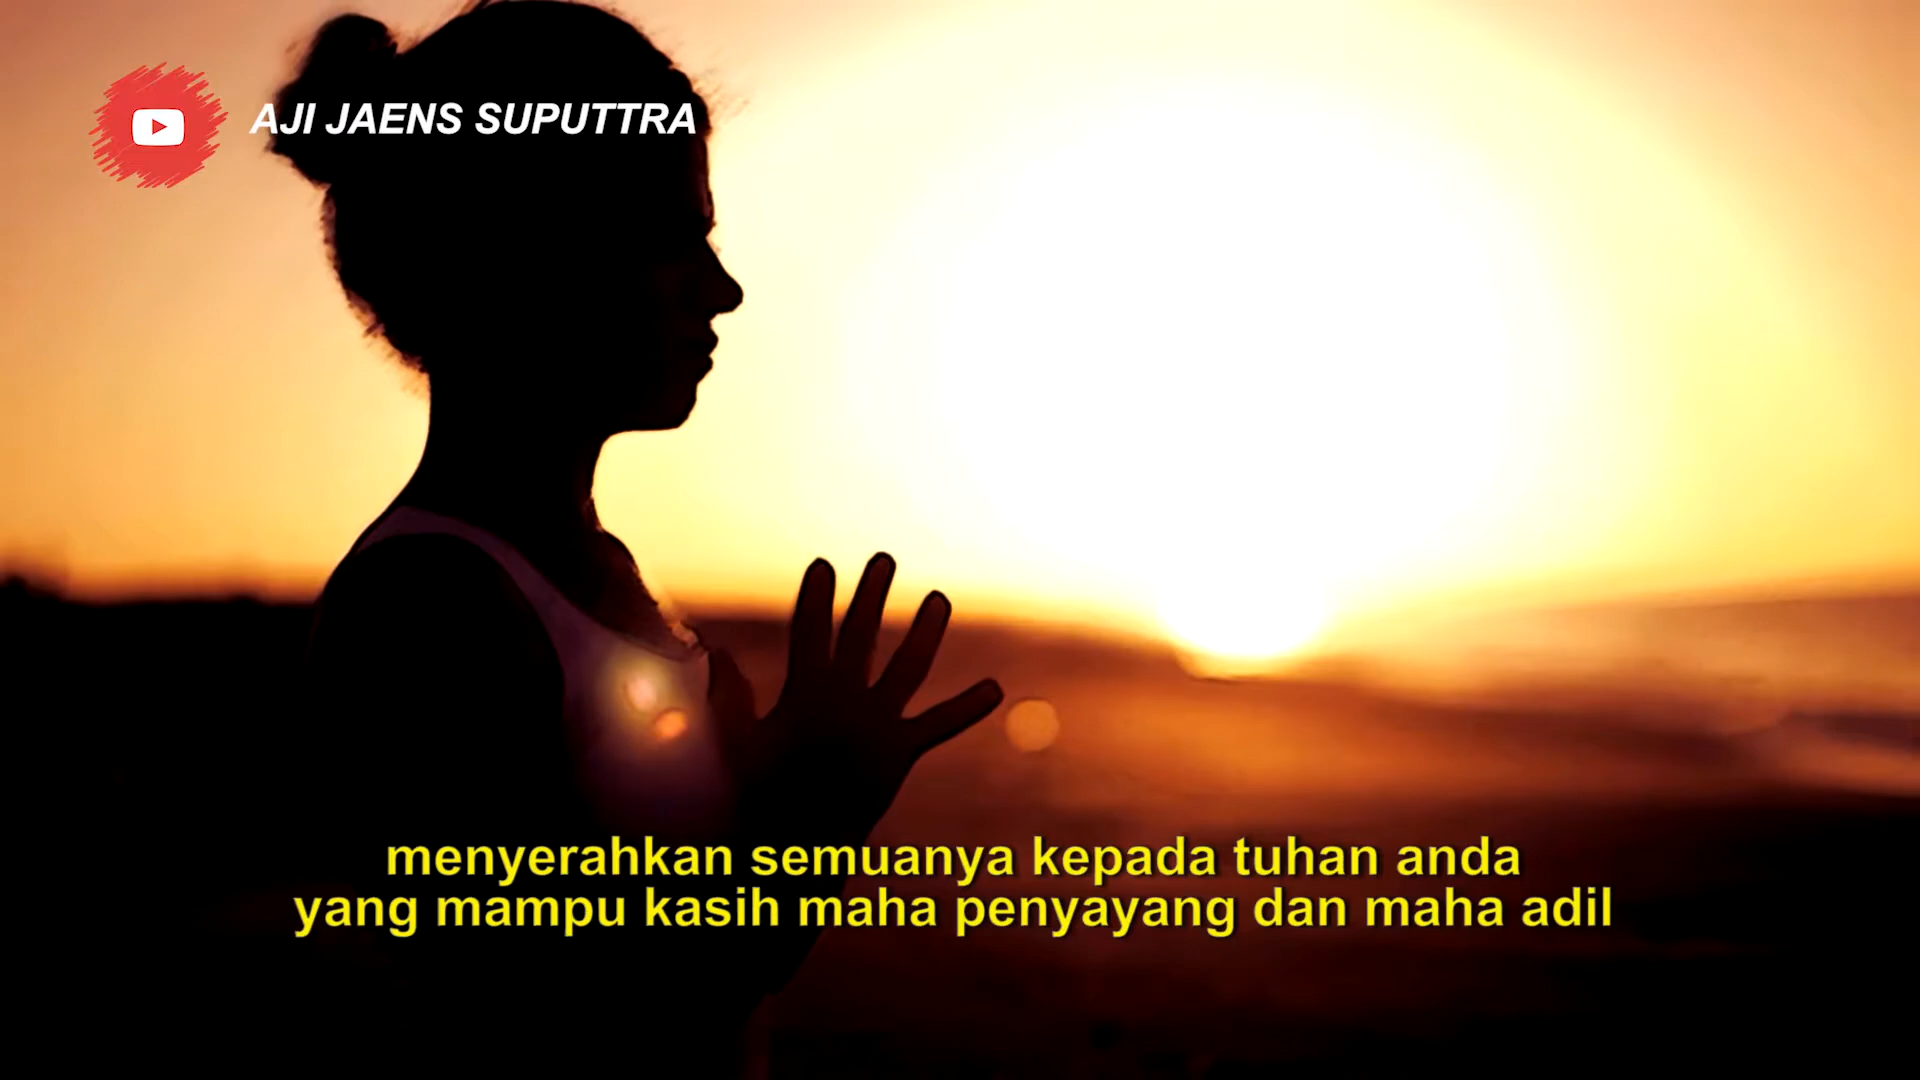 AJI JAENS SUPUTTRA
menyerahkan semuanya kepada tuhan anda
yang mampu kasih maha penyayang dan maha adil